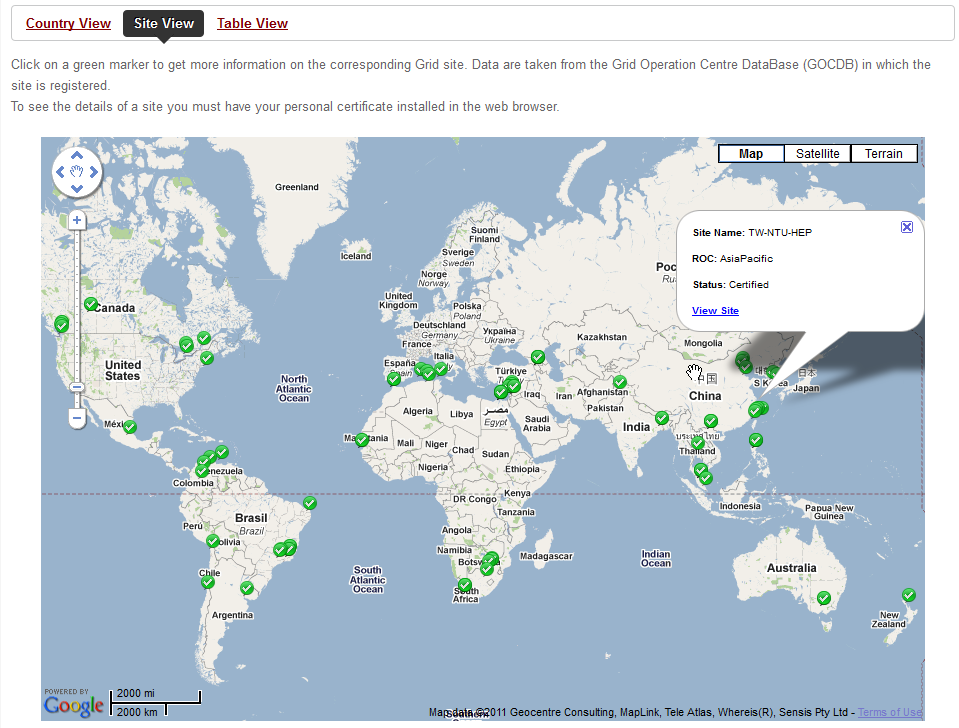 Country View
Site View
Table View
Click on a green marker to get more information on the corresponding Grid site. Data are taken from the Grid Operation Centre DataBase (GOCDB) in which the
site is registered.
To see the details of a site you must have your personal certificate installed in the web browser.
Map
Satellite
Terrain
Site Name: TW-NTU-HEP
ROC: AsiaPacific
Status: Certified
View Site
Greenland
Iceland
Suomi
Finland
Sverige
Sweden
Norge
Norway
United
Kingdom
Polska
Poland
Deutschland
Germany
Україна
Ukraine
France
Italia
España
Türkiye
Kazakhstan
Mongolia
Canada
United
States
North
Atlantic
Ocean
Iraq
Iran
Afghanistan
Pakistan
China
Japan
日本
Algeria
Libya
مصر
Egypt
Saudi
Arabia
India
Mali
Niger
Chad
Sudan
Thailand
Nigeria
Ethiopia
Colombia
DR Congo
Kenya
Tanzania
Indonesia
Papua New
Guinea
Perú
Brasil
Brazil
Angola
Namibia
Madagascar
Indian
Ocean
South
Atlantic
Ocean
Chile
Argentina
South
Africa
Australia
New
Zealand
POWERED BY
Google
2000 mi
2000 km
Map data ©2011 Geocentre Consulting, MapLink, Tele Atlas, Whereis(R), Sensis Pty Ltd - Terms of Use